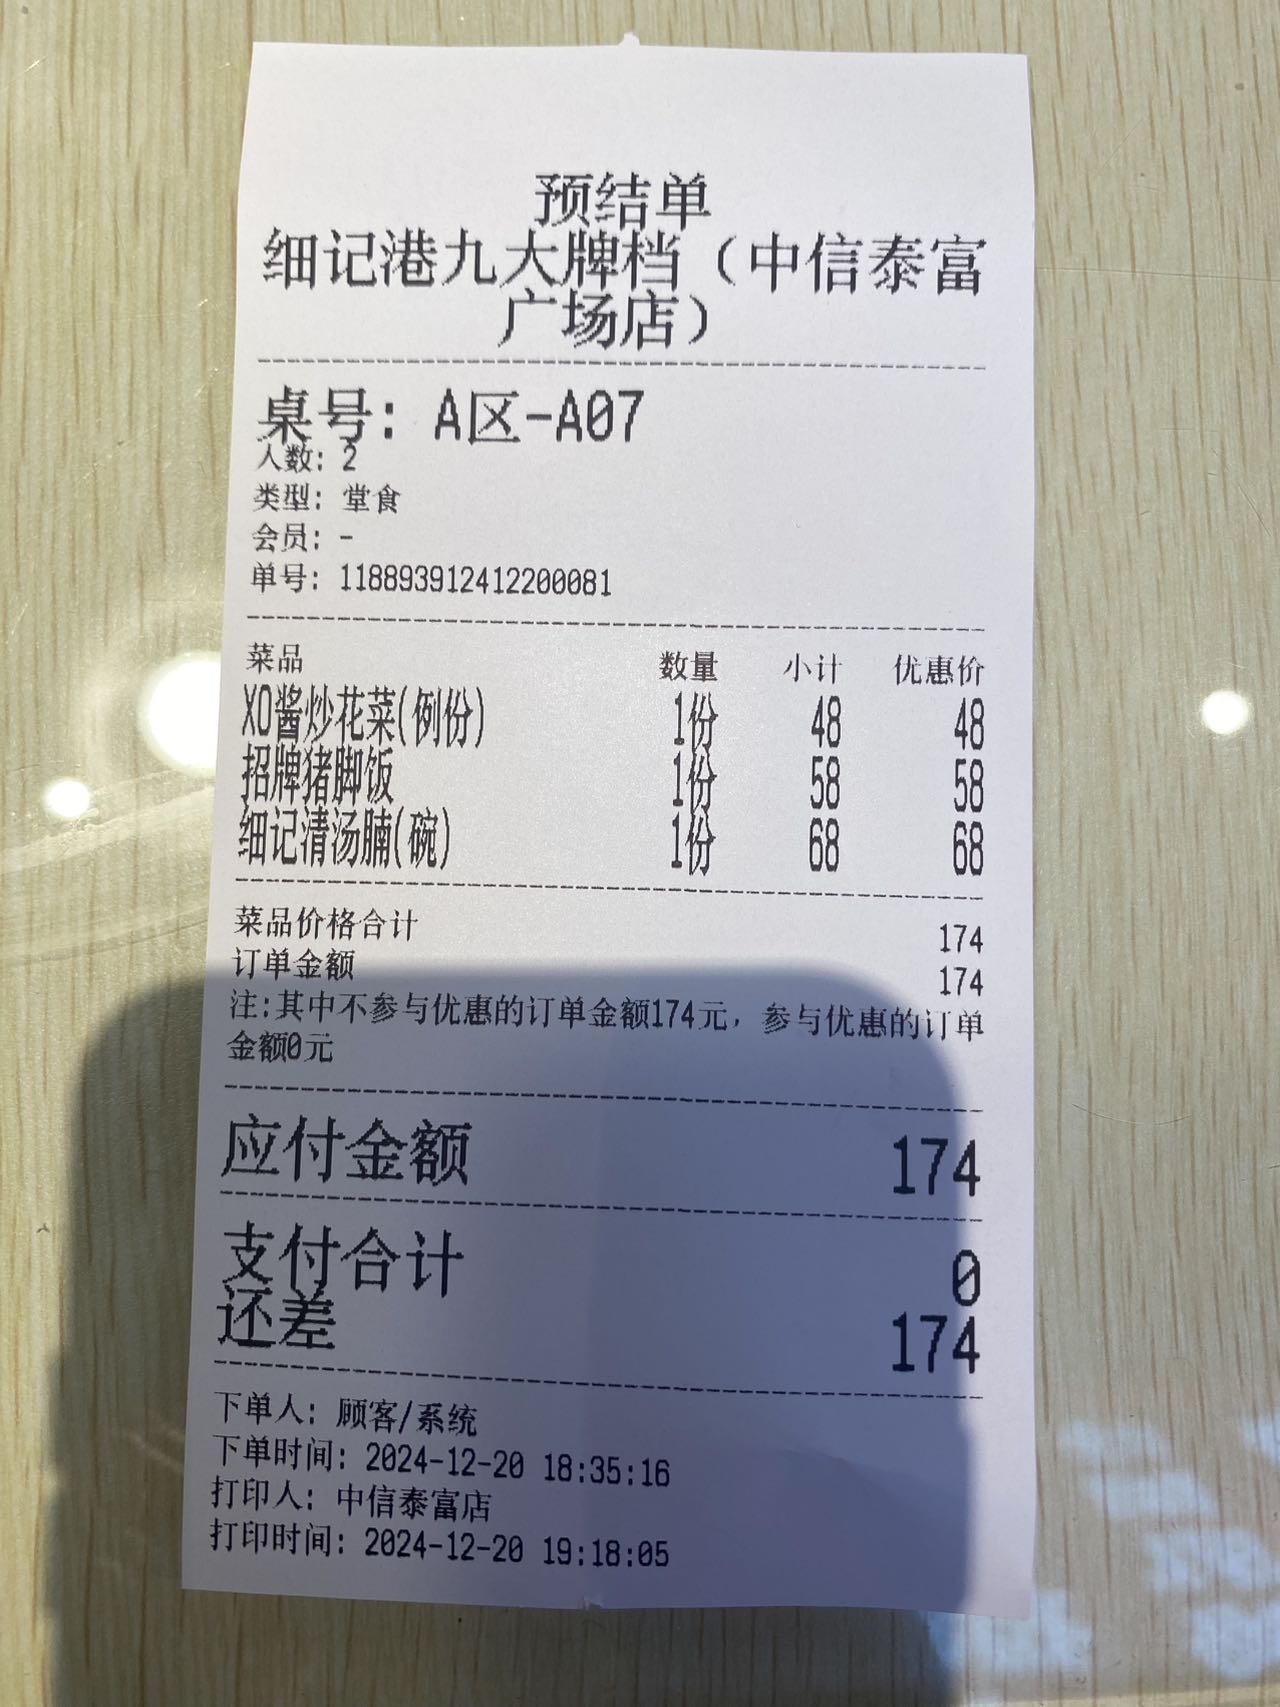 预结单
细记港九大牌档（中信泰富
广场店）
桌号: A区-A07
人数: 2
类型: 堂食
会员: -
单号: 118893912412200081
菜品 数量 小计 优惠价
XO酱炒花菜(例份) 1份 48 48
招牌猪脚饭 1份 58 58
细记清汤腩(碗) 1份 68 68
菜品价格合计 174
订单金额 174
注:其中不参与优惠的订单金额174元, 参与优惠的订单
金额0元
应付金额 174
支付合计 0
还差 174
下单人: 顾客/系统
下单时间: 2024-12-20 18:35:16
打印人: 中信泰富店
打印时间: 2024-12-20 19:18:05